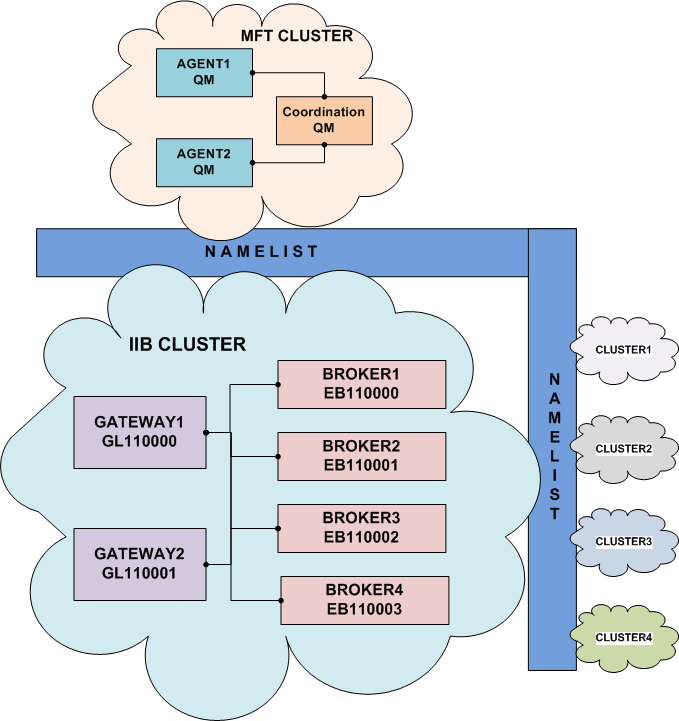 MFT CLUSTER
AGENT1
QM
Coordination
QM
AGENT2
QM
N A M E L I S T
IIB CLUSTER
BROKER1
EB110000
GATEWAY1
GL110000
BROKER2
EB110001
BROKER3
EB110002
GATEWAY2
GL110001
BROKER4
EB110003
N
A
M
E
L
I
S
T
CLUSTER1
CLUSTER2
CLUSTER3
CLUSTER4